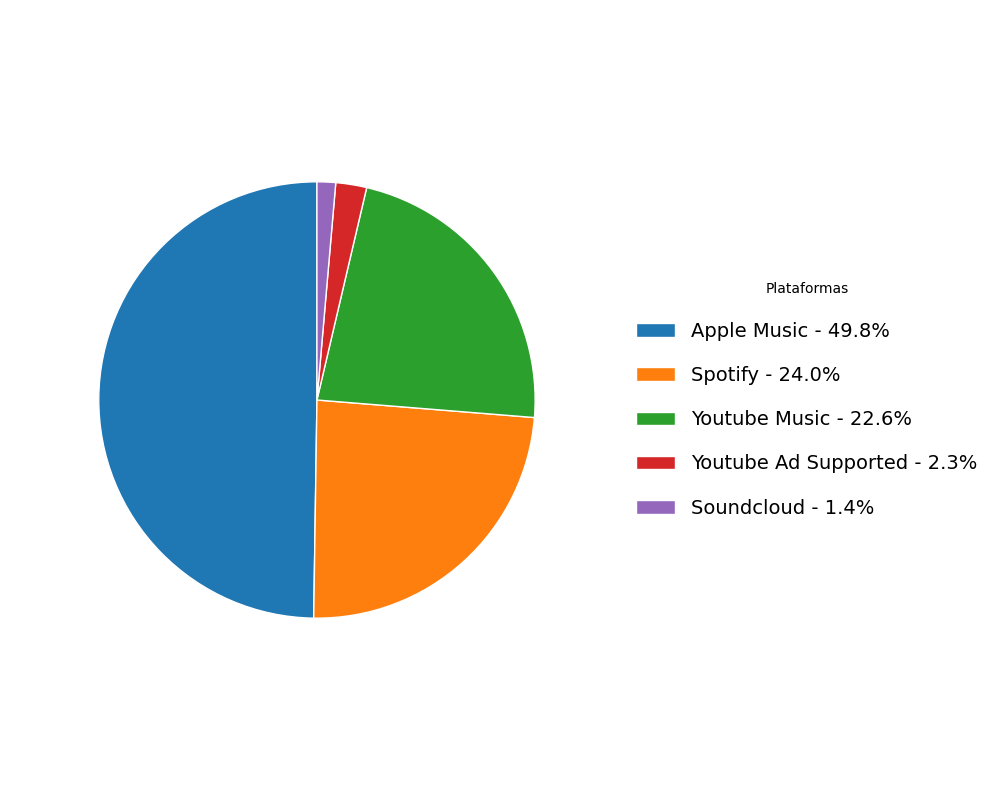 Plataformas
Apple Music - 49.8%
Spotify - 24.0%
Youtube Music - 22.6%
Youtube Ad Supported - 2.3%
Soundcloud - 1.4%